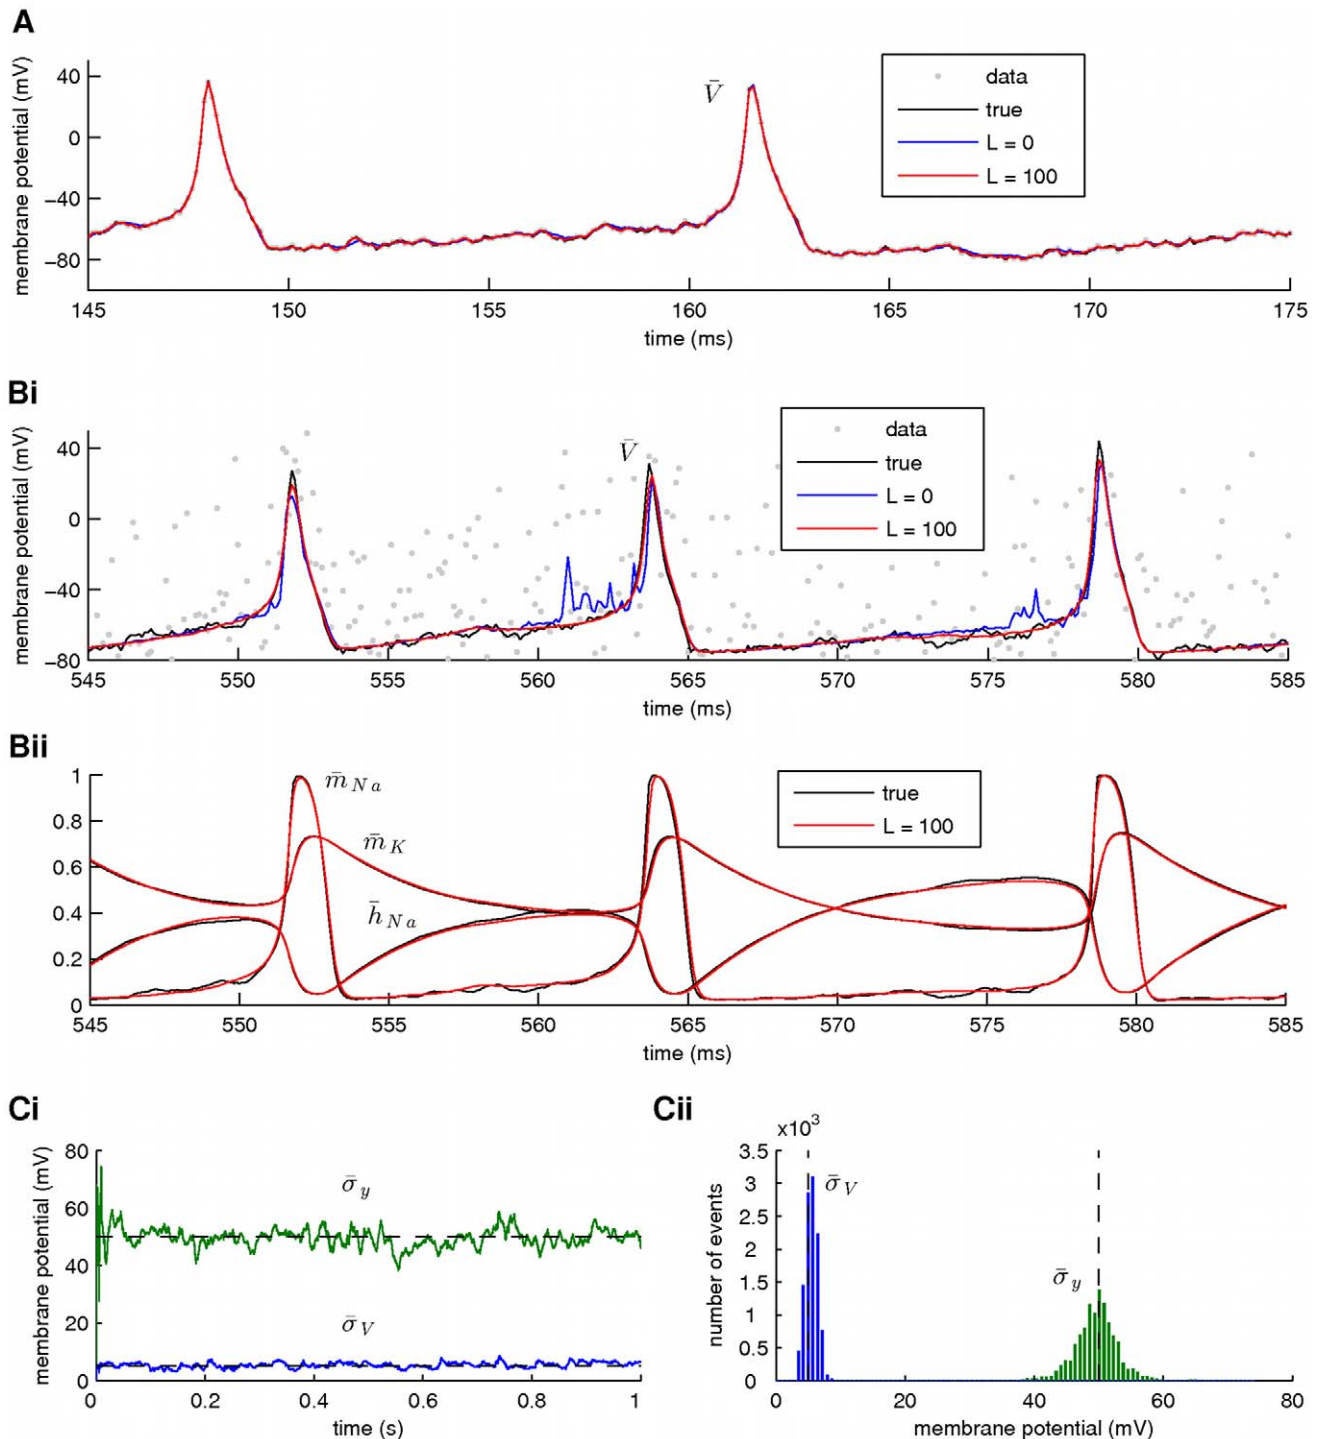 A
membrane potential (mV)
40
0
−40
−80
V̄
data
true
L = 0
L = 100
145 150 155 160 165 170 175
time (ms)
Bi
membrane potential (mV)
40
0
−40
−80
V̄
data
true
L = 0
L = 100
545 550 555 560 565 570 575 580 585
time (ms)
Bii
1
0.8
0.6
0.4
0.2
0
m̄ Na
m̄ K
h̄ Na
true
L = 100
545 550 555 560 565 570 575 580 585
time (ms)
Ci
membrane potential (mV)
80
60
40
20
0
σ̄ y
σ̄ V
0 0.2 0.4 0.6 0.8 1
time (s)
Cii
x10³
number of events
3.5
3
2.5
2
1.5
1
0.5
0
σ̄ V
σ̄ y
0 20 40 60 80
membrane potential (mV)